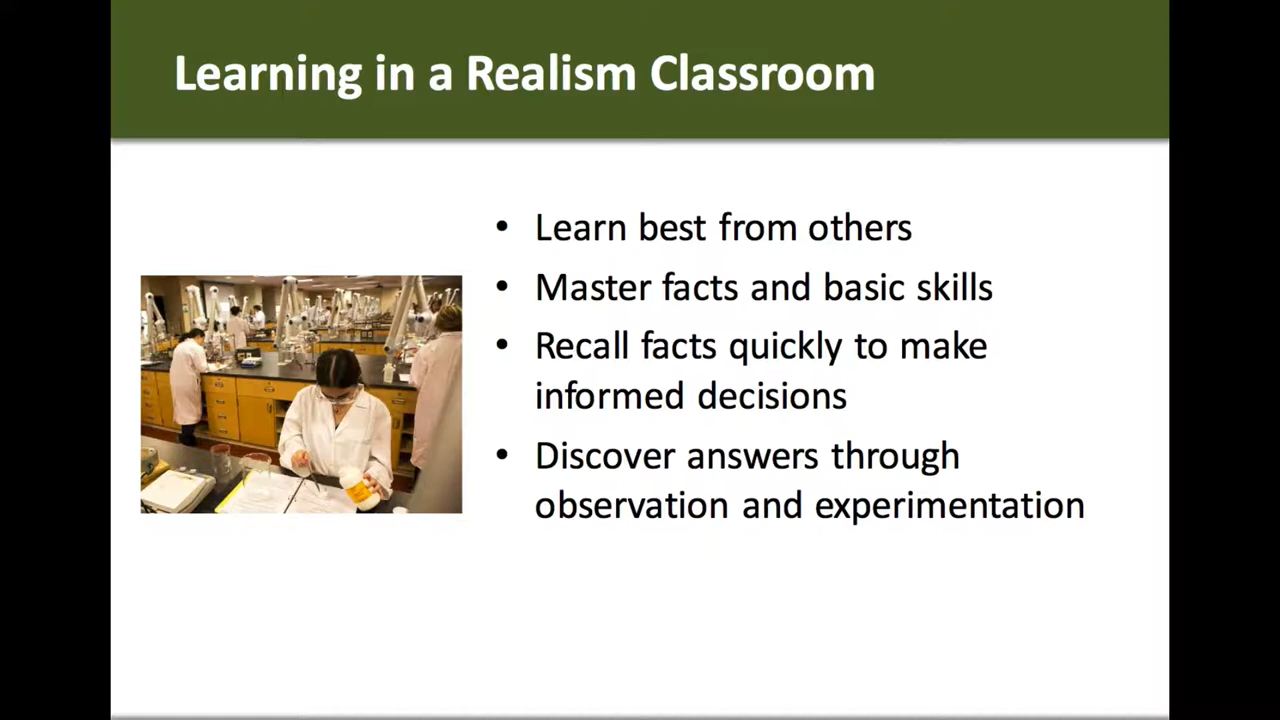 Learning in a Realism Classroom
• Learn best from others
• Master facts and basic skills
• Recall facts quickly to make
informed decisions
• Discover answers through
observation and experimentation